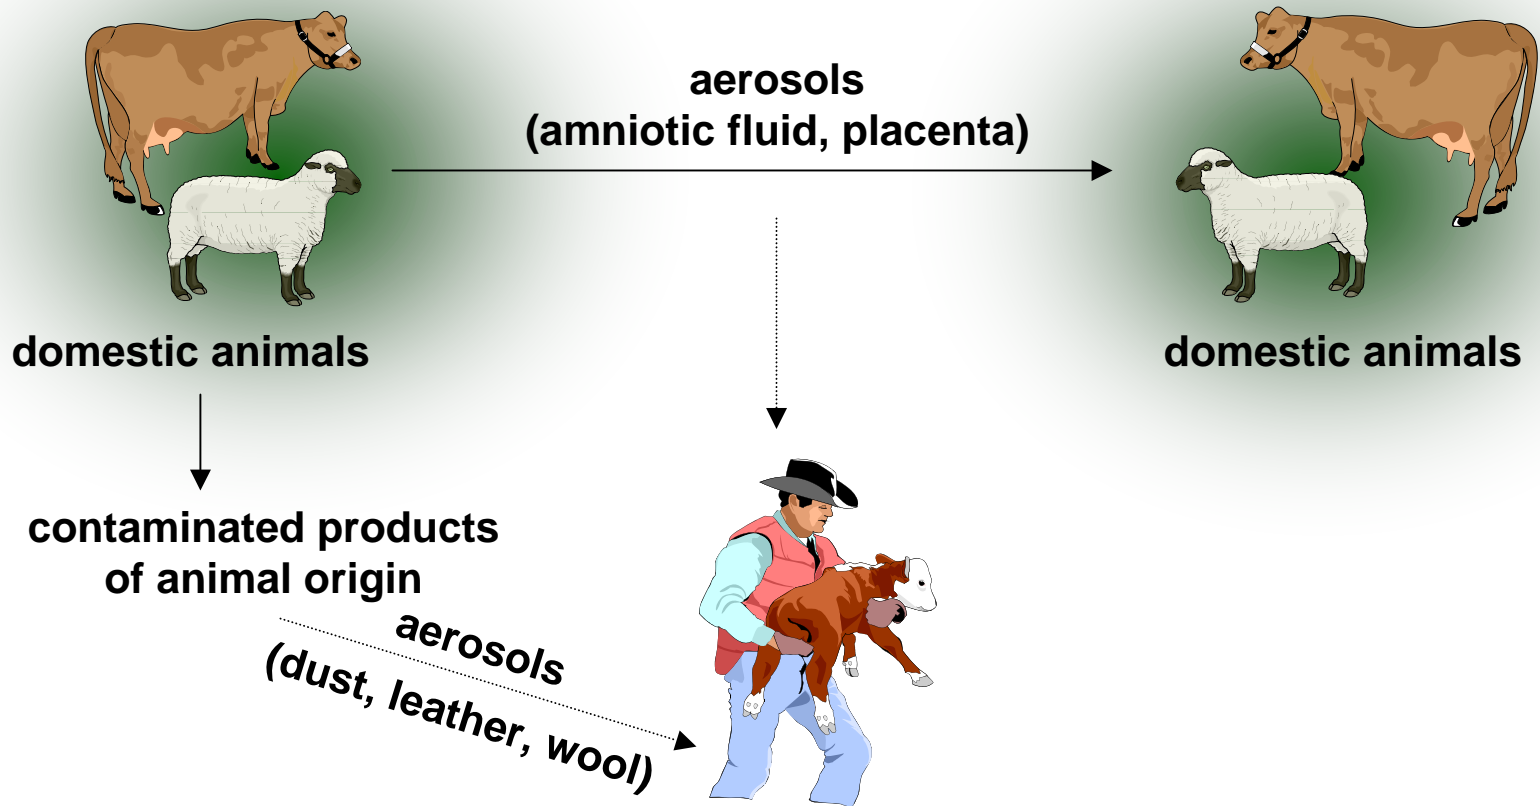 aerosols
(amniotic fluid, placenta)
domestic animals
domestic animals
contaminated products
of animal origin
aerosols
(dust, leather, wool)